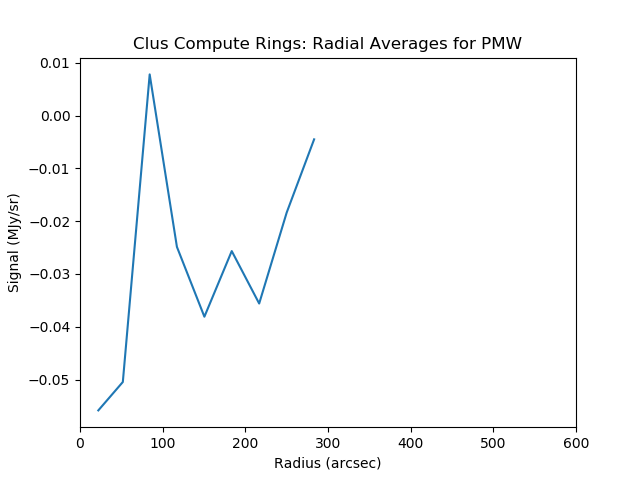 Clus Compute Rings: Radial Averages for PMW
0.01
0.00
−0.01
−0.02
−0.03
−0.04
−0.05
Signal (MJy/sr)
0 100 200 300 400 500 600
Radius (arcsec)